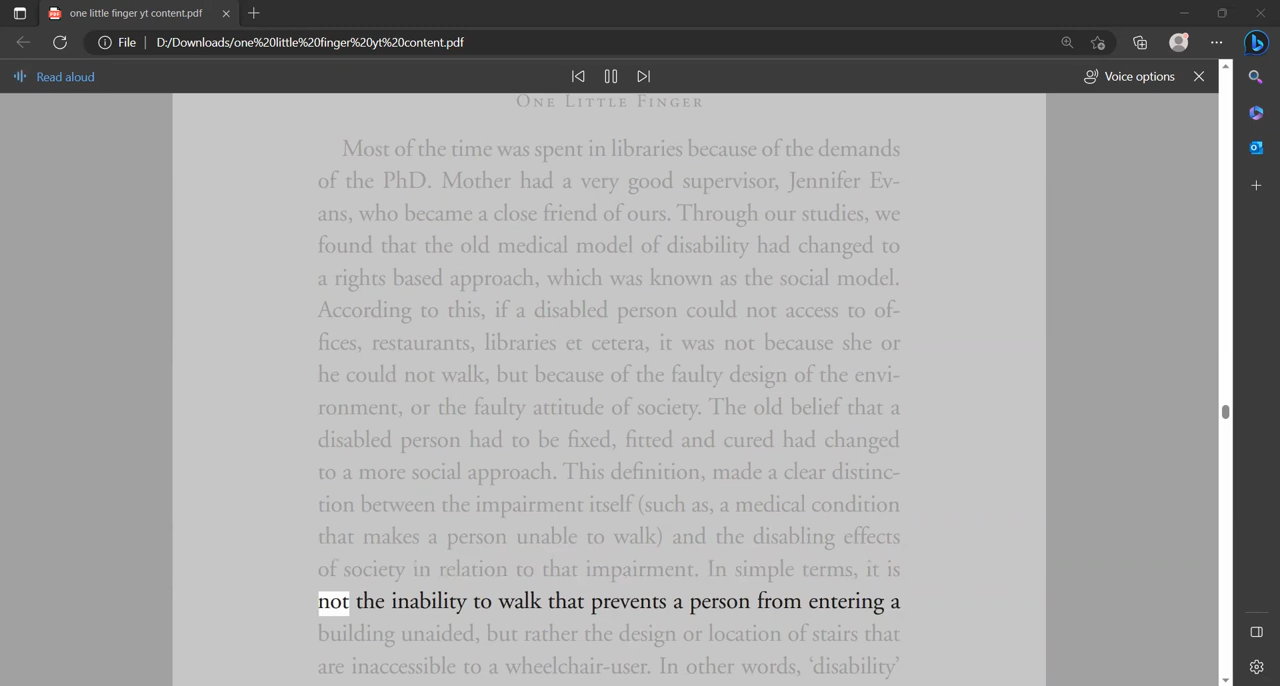 one little finger yt content.pdf
File
D:/Downloads/one%20little%20finger%20yt%20content.pdf
Read aloud
Voice options
One Little Finger
Most of the time was spent in libraries because of the demands
of the PhD. Mother had a very good supervisor, Jennifer Ev-
ans, who became a close friend of ours. Through our studies, we
found that the old medical model of disability had changed to
a rights based approach, which was known as the social model.
According to this, if a disabled person could not access to of-
fices, restaurants, libraries et cetera, it was not because she or
he could not walk, but because of the faulty design of the envi-
ronment, or the faulty attitude of society. The old belief that a
disabled person had to be fixed, fitted and cured had changed
to a more social approach. This definition, made a clear distinc-
tion between the impairment itself (such as, a medical condition
that makes a person unable to walk) and the disabling effects
of society in relation to that impairment. In simple terms, it is
not the inability to walk that prevents a person from entering a
building unaided, but rather the design or location of stairs that
are inaccessible to a wheelchair-user. In other words, ‘disability’